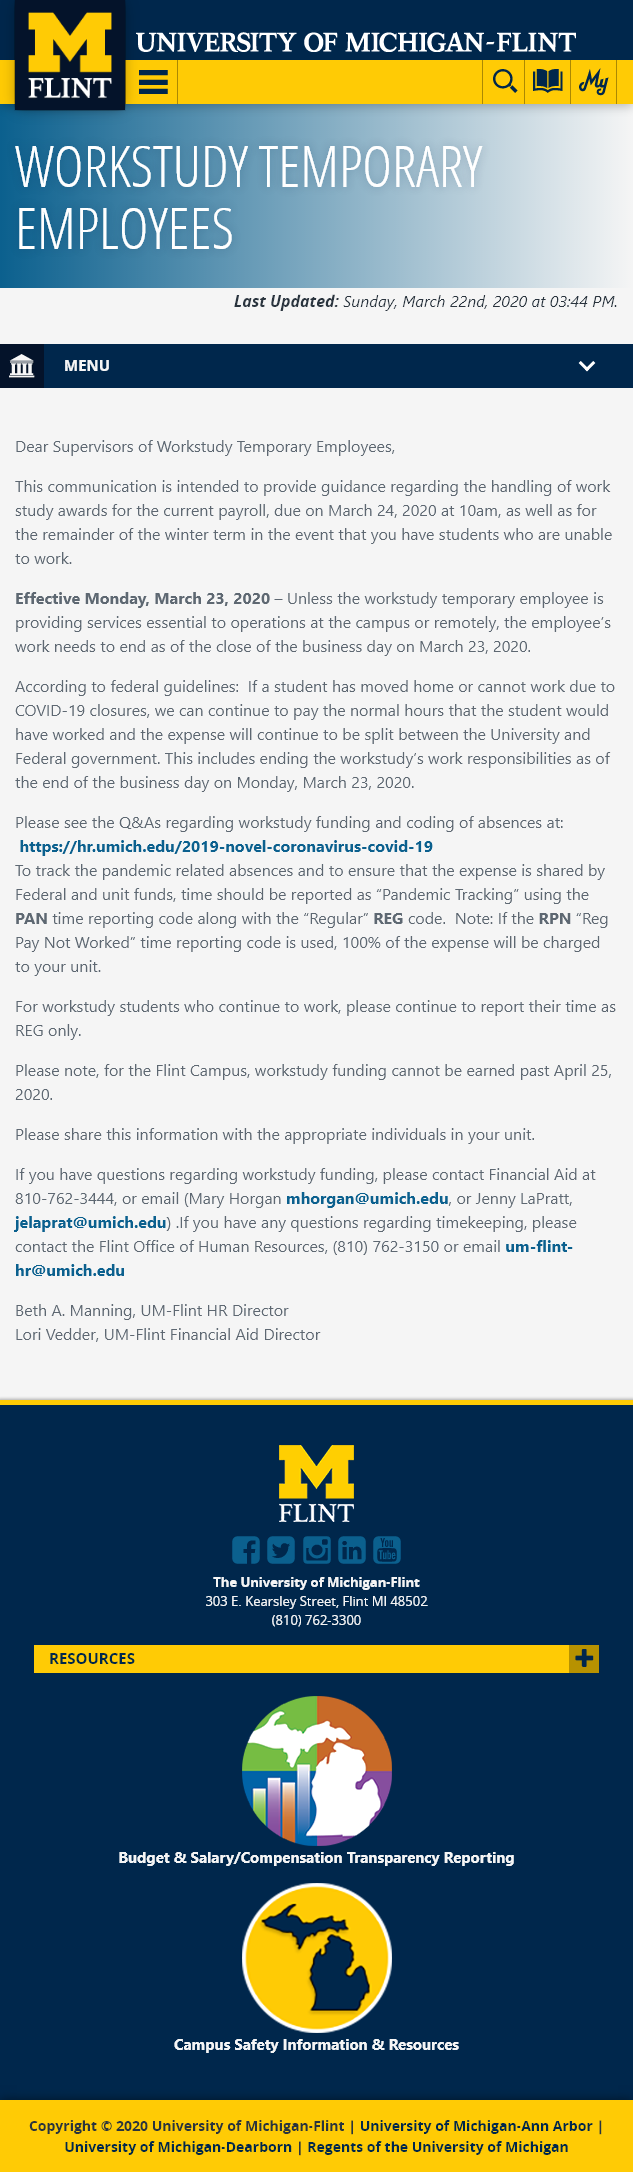 M
FLINT
UNIVERSITY OF MICHIGAN-FLINT
My
WORKSTUDY TEMPORARY
EMPLOYEES
Last Updated: Sunday, March 22nd, 2020 at 03:44 PM.
MENU
Dear Supervisors of Workstudy Temporary Employees,
This communication is intended to provide guidance regarding the handling of work
study awards for the current payroll, due on March 24, 2020 at 10am, as well as for
the remainder of the winter term in the event that you have students who are unable
to work.
Effective Monday, March 23, 2020 – Unless the workstudy temporary employee is
providing services essential to operations at the campus or remotely, the employee’s
work needs to end as of the close of the business day on March 23, 2020.
According to federal guidelines:  If a student has moved home or cannot work due to
COVID-19 closures, we can continue to pay the normal hours that the student would
have worked and the expense will continue to be split between the University and
Federal government. This includes ending the workstudy’s work responsibilities as of
the end of the business day on Monday, March 23, 2020.
Please see the Q&As regarding workstudy funding and coding of absences at:
https://hr.umich.edu/2019-novel-coronavirus-covid-19
To track the pandemic related absences and to ensure that the expense is shared by
Federal and unit funds, time should be reported as “Pandemic Tracking” using the
PAN time reporting code along with the “Regular” REG code.  Note: If the RPN “Reg
Pay Not Worked” time reporting code is used, 100% of the expense will be charged
to your unit.
For workstudy students who continue to work, please continue to report their time as
REG only.
Please note, for the Flint Campus, workstudy funding cannot be earned past April 25,
2020.
Please share this information with the appropriate individuals in your unit.
If you have questions regarding workstudy funding, please contact Financial Aid at
810-762-3444, or email (Mary Horgan mhorgan@umich.edu, or Jenny LaPratt,
jelaprat@umich.edu) .If you have any questions regarding timekeeping, please
contact the Flint Office of Human Resources, (810) 762-3150 or email um-flint-
hr@umich.edu
Beth A. Manning, UM-Flint HR Director
Lori Vedder, UM-Flint Financial Aid Director
M
FLINT
You
Tube
The University of Michigan-Flint
303 E. Kearsley Street, Flint MI 48502
(810) 762-3300
RESOURCES
Budget & Salary/Compensation Transparency Reporting
Campus Safety Information & Resources
Copyright © 2020 University of Michigan-Flint | University of Michigan-Ann Arbor |
University of Michigan-Dearborn | Regents of the University of Michigan